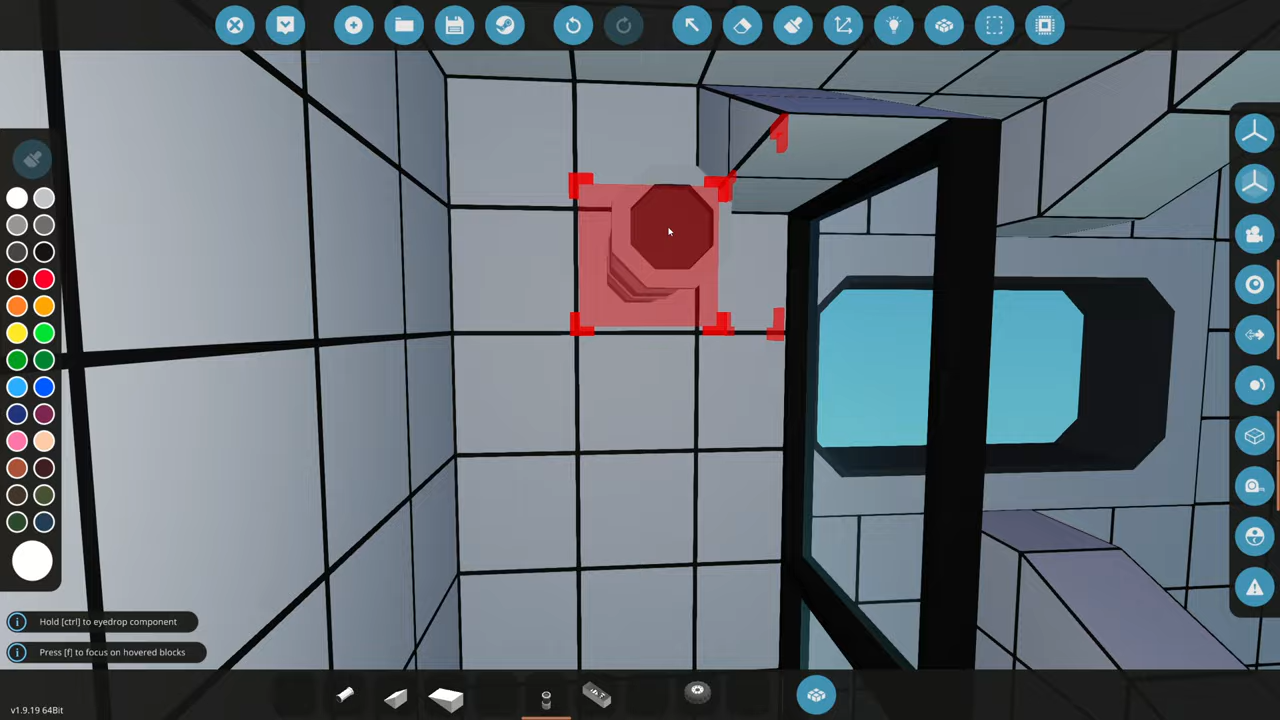 Hold [ctrl] to eyedrop component
Press [f] to focus on hovered blocks
v1.9.19 64Bit